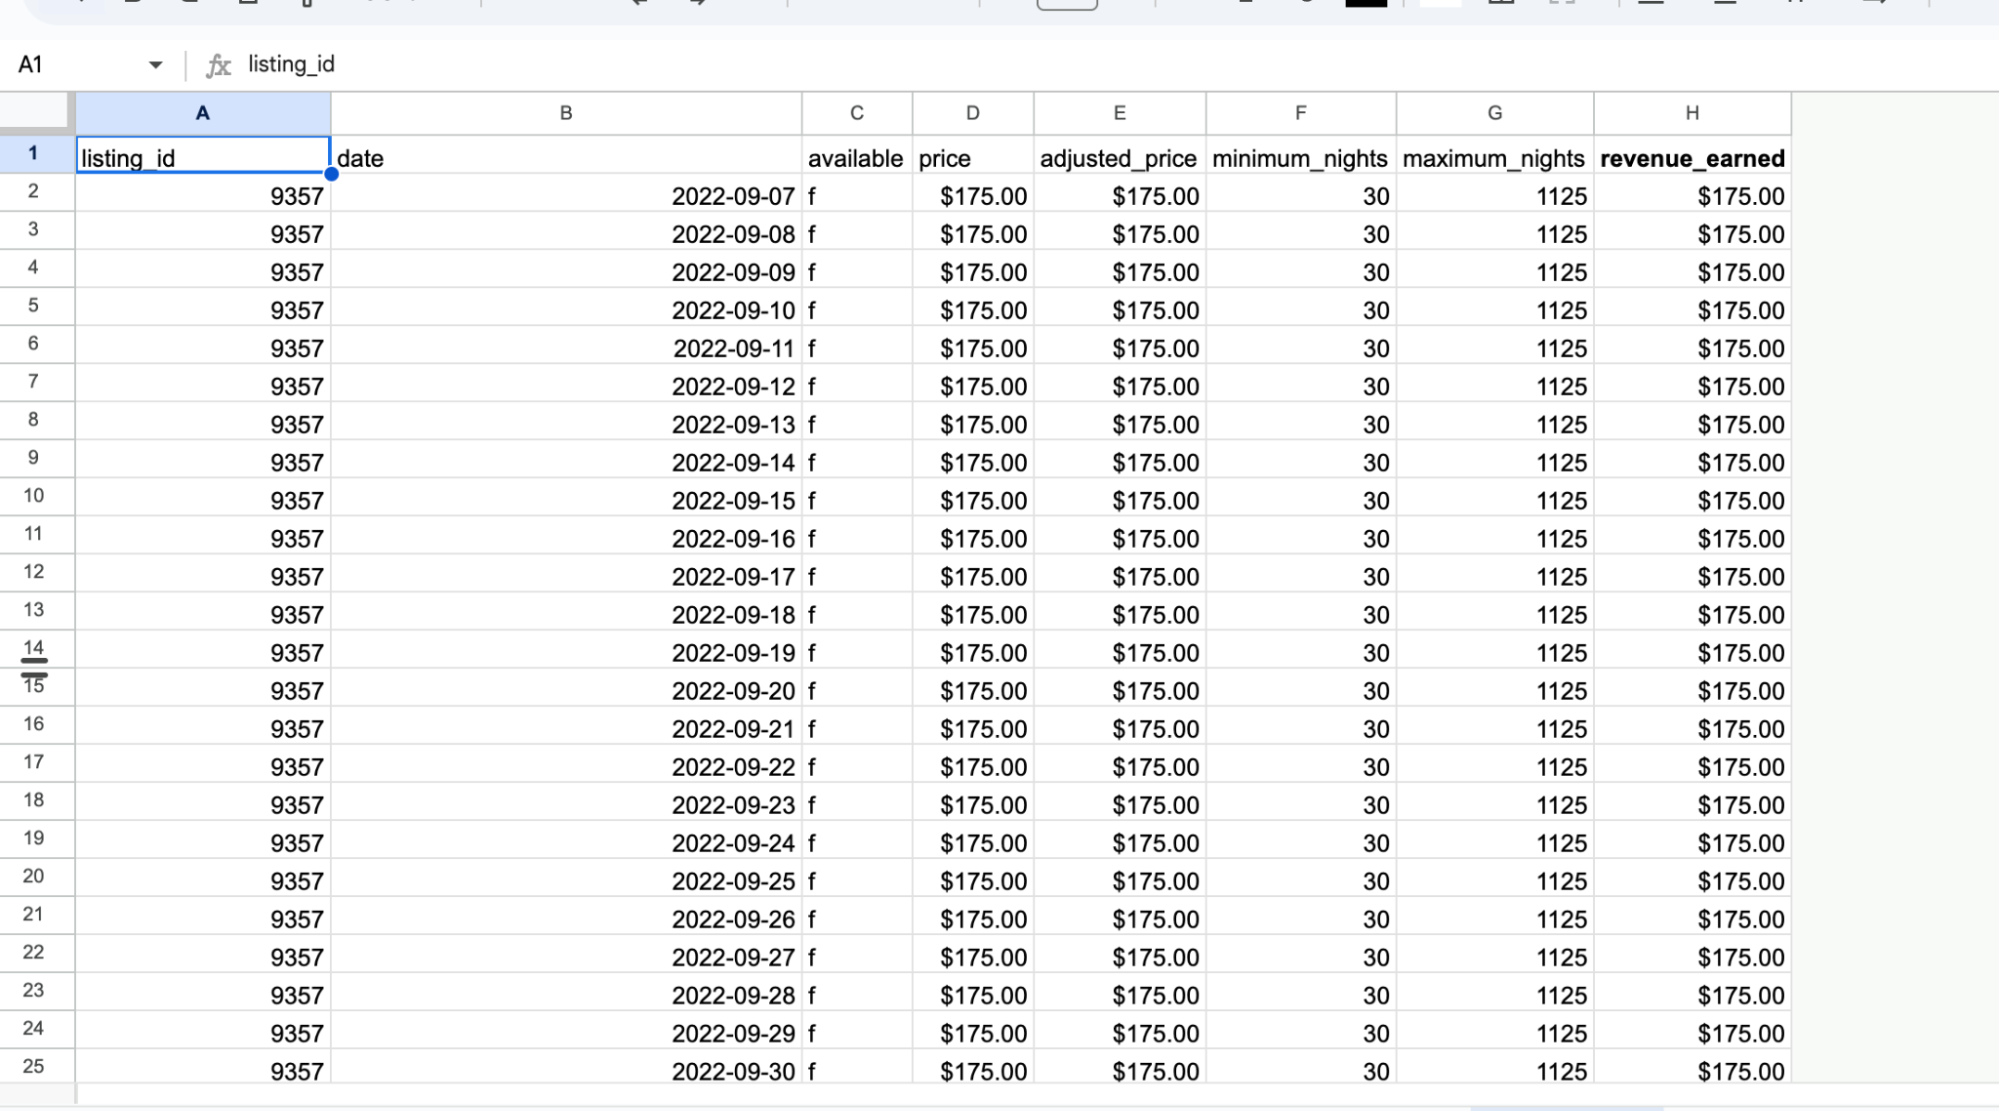 A1 fx listing_id
A B C D E F G H
1 listing_id date available price adjusted_price minimum_nights maximum_nights revenue_earned
2 9357 2022-09-07 f $175.00 $175.00 30 1125 $175.00
3 9357 2022-09-08 f $175.00 $175.00 30 1125 $175.00
4 9357 2022-09-09 f $175.00 $175.00 30 1125 $175.00
5 9357 2022-09-10 f $175.00 $175.00 30 1125 $175.00
6 9357 2022-09-11 f $175.00 $175.00 30 1125 $175.00
7 9357 2022-09-12 f $175.00 $175.00 30 1125 $175.00
8 9357 2022-09-13 f $175.00 $175.00 30 1125 $175.00
9 9357 2022-09-14 f $175.00 $175.00 30 1125 $175.00
10 9357 2022-09-15 f $175.00 $175.00 30 1125 $175.00
11 9357 2022-09-16 f $175.00 $175.00 30 1125 $175.00
12 9357 2022-09-17 f $175.00 $175.00 30 1125 $175.00
13 9357 2022-09-18 f $175.00 $175.00 30 1125 $175.00
14 9357 2022-09-19 f $175.00 $175.00 30 1125 $175.00
15 9357 2022-09-20 f $175.00 $175.00 30 1125 $175.00
16 9357 2022-09-21 f $175.00 $175.00 30 1125 $175.00
17 9357 2022-09-22 f $175.00 $175.00 30 1125 $175.00
18 9357 2022-09-23 f $175.00 $175.00 30 1125 $175.00
19 9357 2022-09-24 f $175.00 $175.00 30 1125 $175.00
20 9357 2022-09-25 f $175.00 $175.00 30 1125 $175.00
21 9357 2022-09-26 f $175.00 $175.00 30 1125 $175.00
22 9357 2022-09-27 f $175.00 $175.00 30 1125 $175.00
23 9357 2022-09-28 f $175.00 $175.00 30 1125 $175.00
24 9357 2022-09-29 f $175.00 $175.00 30 1125 $175.00
25 9357 2022-09-30 f $175.00 $175.00 30 1125 $175.00